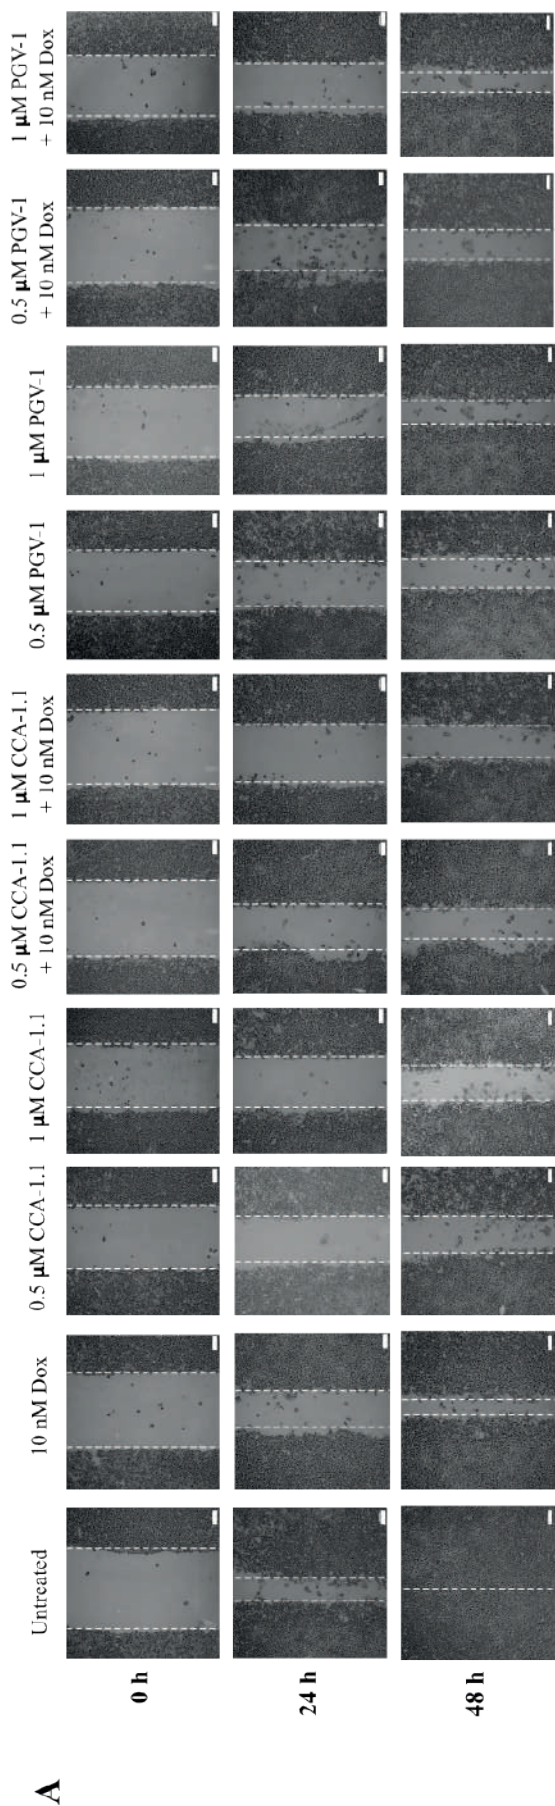 A
Untreated
10 nM Dox
0.5 µM CCA-1.1
1 µM CCA-1.1
0.5 µM CCA-1.1
+ 10 nM Dox
1 µM CCA-1.1
+ 10 nM Dox
0.5 µM PGV-1
1 µM PGV-1
0.5 µM PGV-1
+ 10 nM Dox
1 µM PGV-1
+ 10 nM Dox
0 h
24 h
48 h